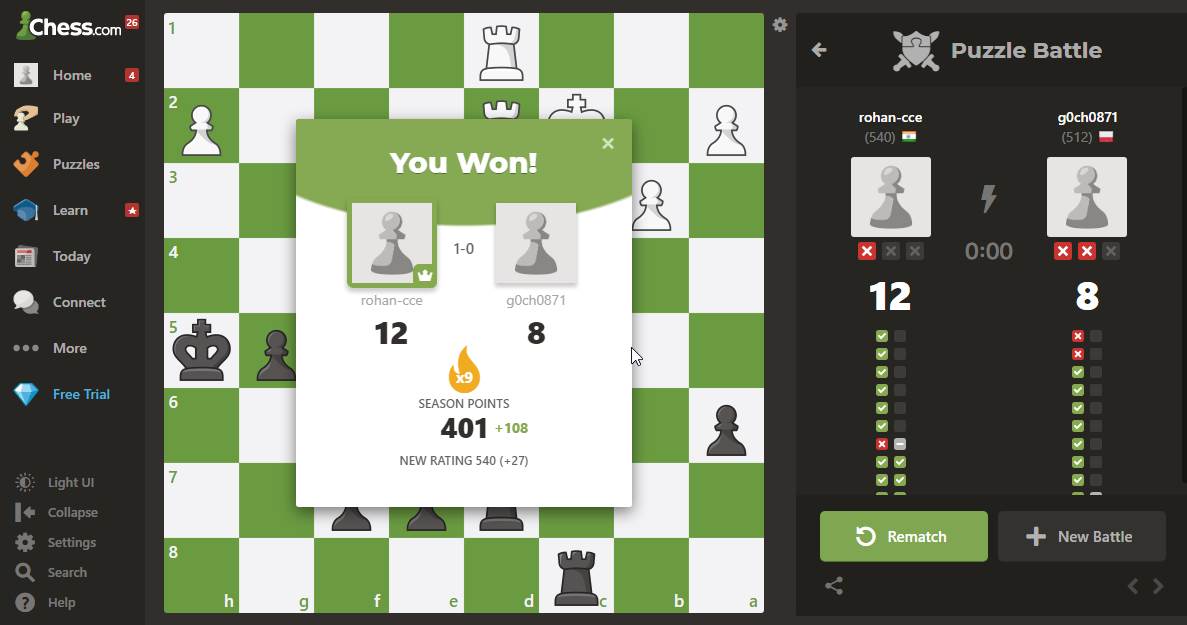 Chess.com 26
Home 4
Play
Puzzles
Learn
Today
Connect
More
Free Trial
Light UI
Collapse
Settings
Search
Help
1
2
3
4
5
6
7
8
h g f e d c b a
You Won!
×
1-0
rohan-cce g0ch0871
12 8
x9
SEASON POINTS
401 +108
NEW RATING 540 (+27)
Puzzle Battle
rohan-cce g0ch0871
(540) (512)
0:00
12 8
Rematch New Battle